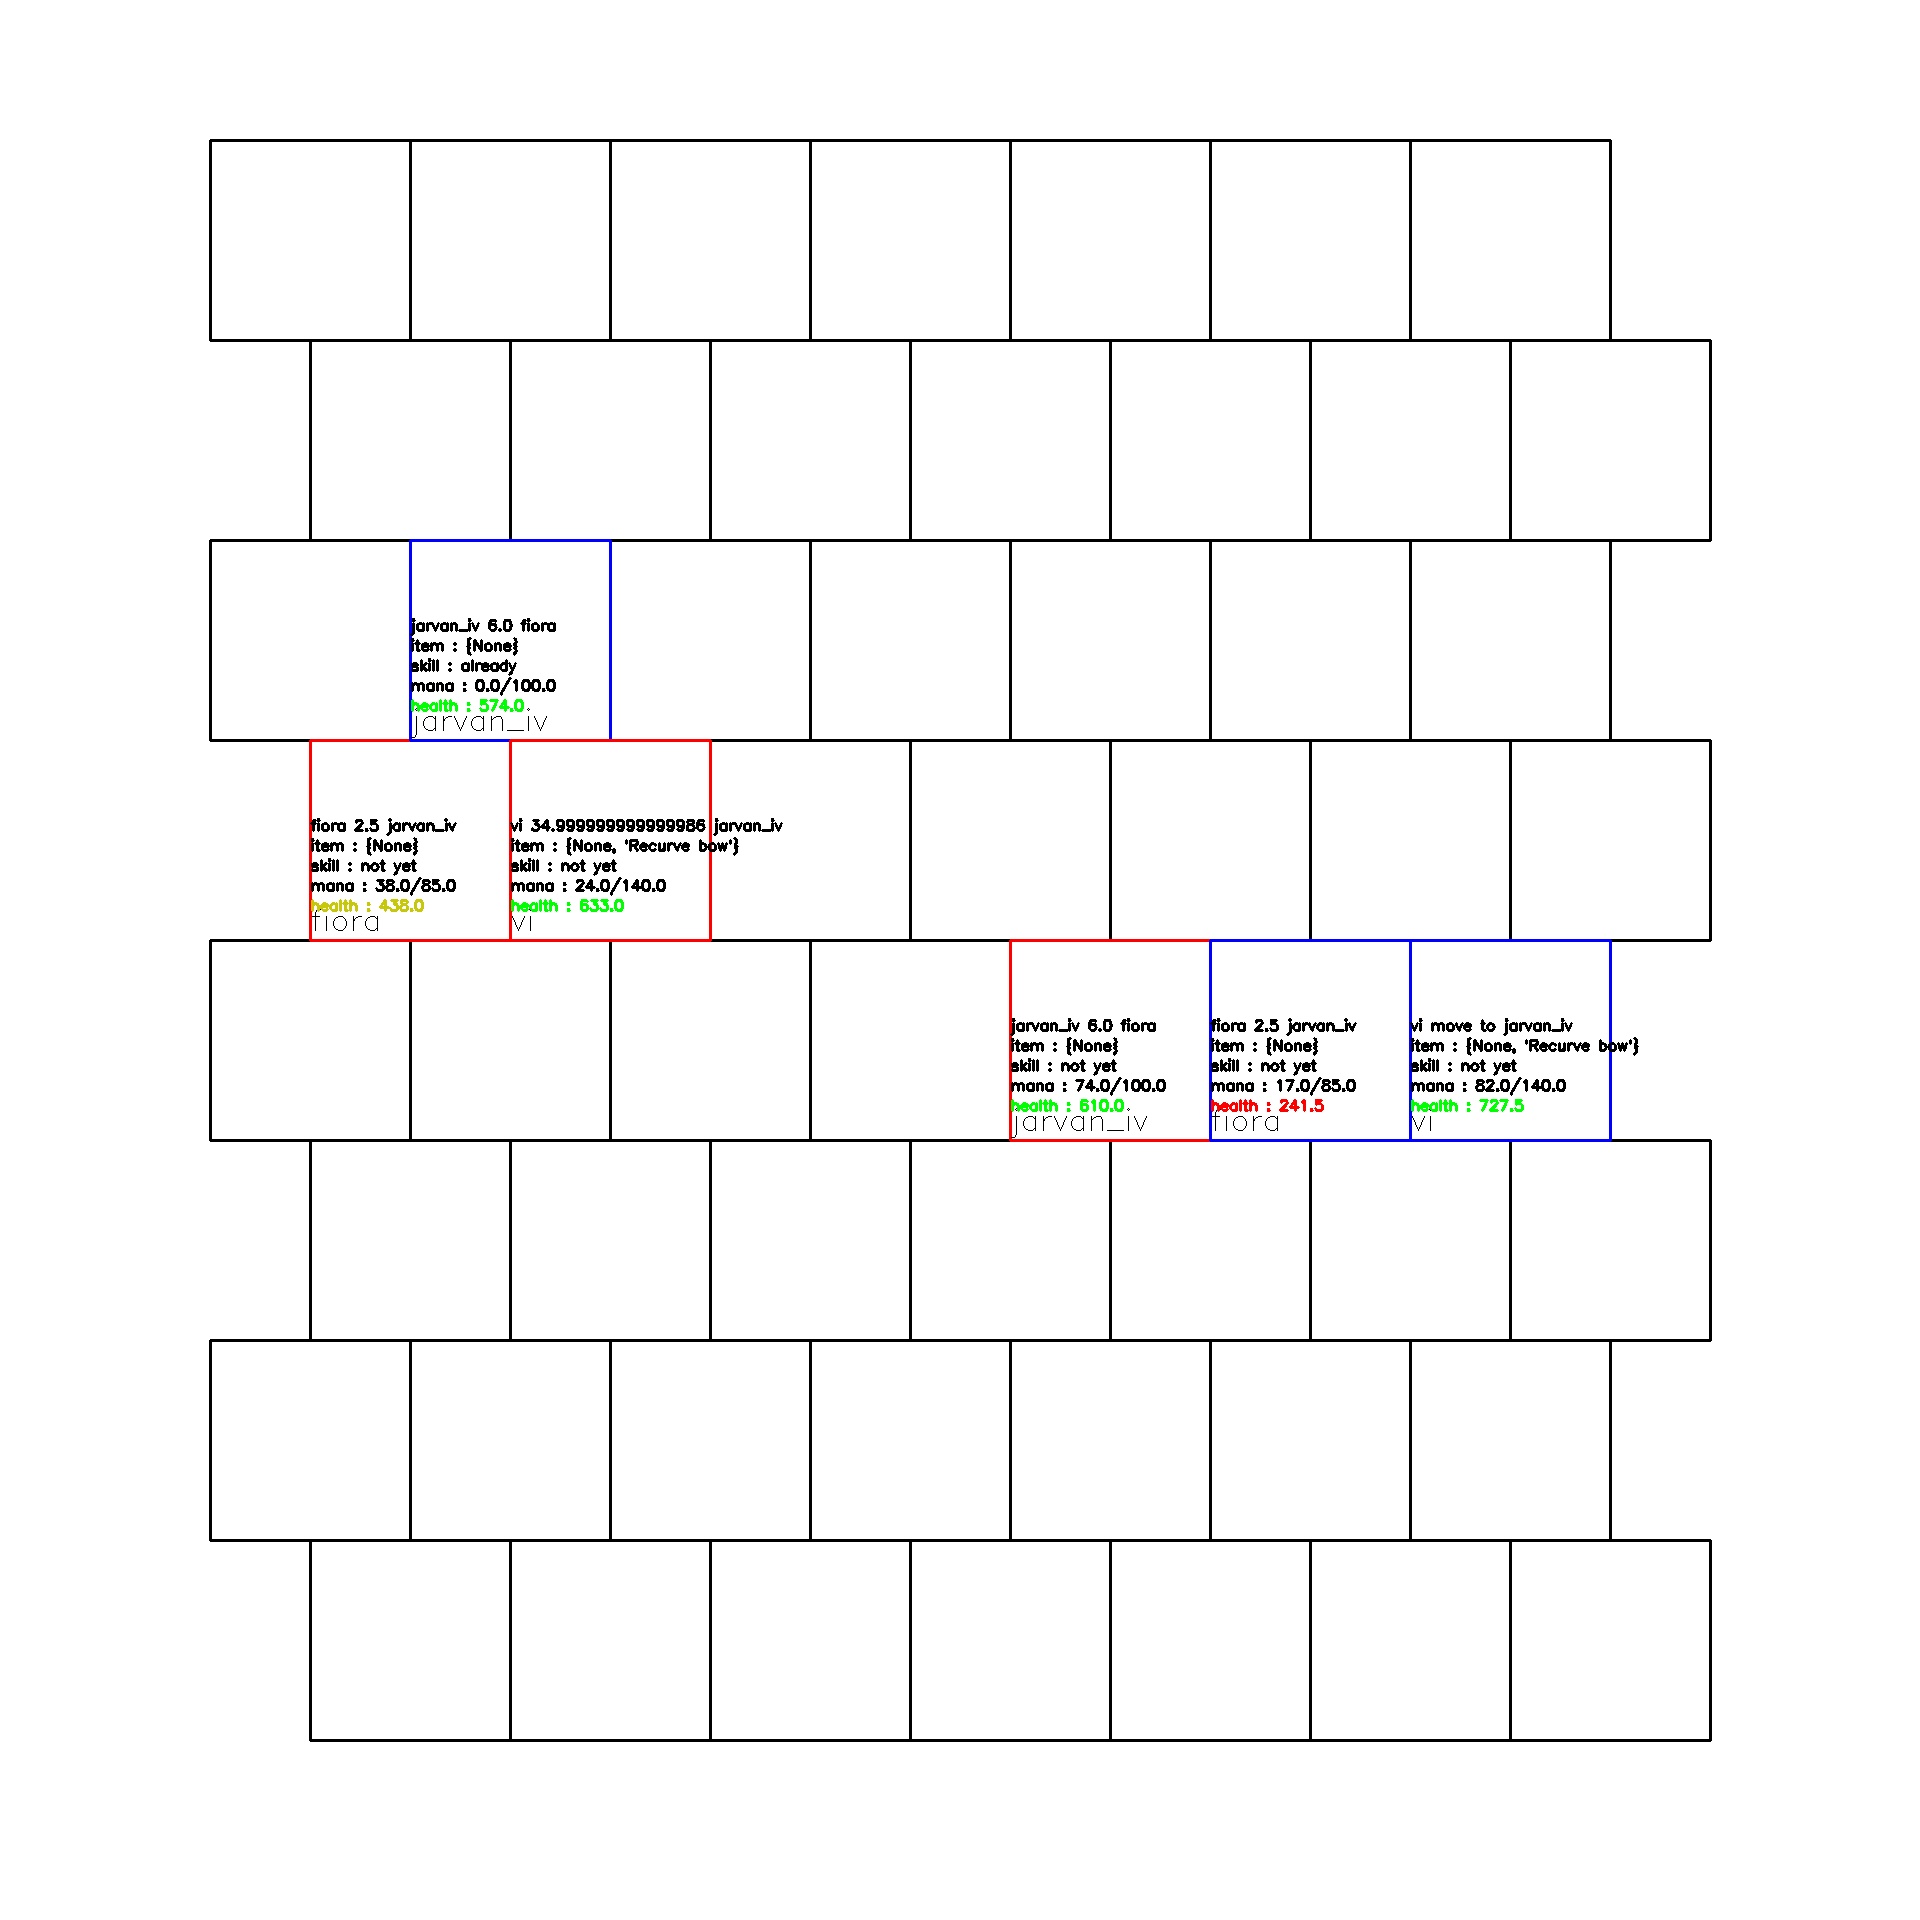 jarvan_iv 6.0 fiora
item : {None}
skill : already
mana : 0.0/100.0
health : 574.0
jarvan_iv
fiora 2.5 jarvan_iv
item : {None}
skill : not yet
mana : 38.0/85.0
health : 438.0
fiora
vi 34.999999999999986 jarvan_iv
item : {None, 'Recurve bow'}
skill : not yet
mana : 24.0/140.0
health : 633.0
vi
jarvan_iv 6.0 fiora
item : {None}
skill : not yet
mana : 74.0/100.0
health : 610.0
jarvan_iv
fiora 2.5 jarvan_iv
item : {None}
skill : not yet
mana : 17.0/85.0
health : 241.5
fiora
vi move to jarvan_iv
item : {None, 'Recurve bow'}
skill : not yet
mana : 82.0/140.0
health : 727.5
vi